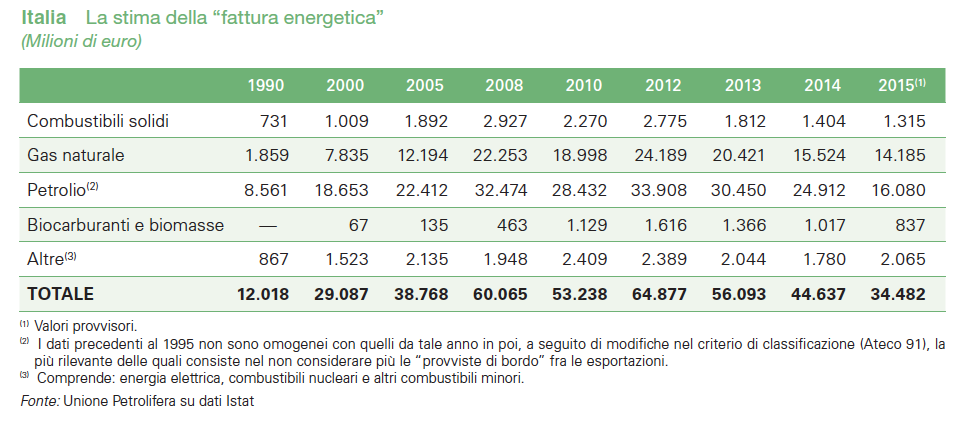 Italia La stima della “fattura energetica”
(Milioni di euro)
1990 2000 2005 2008 2010 2012 2013 2014 2015(1)
Combustibili solidi 731 1.009 1.892 2.927 2.270 2.775 1.812 1.404 1.315
Gas naturale 1.859 7.835 12.194 22.253 18.998 24.189 20.421 15.524 14.185
Petrolio(2) 8.561 18.653 22.412 32.474 28.432 33.908 30.450 24.912 16.080
Biocarburanti e biomasse — 67 135 463 1.129 1.616 1.366 1.017 837
Altre(3) 867 1.523 2.135 1.948 2.409 2.389 2.044 1.780 2.065
TOTALE 12.018 29.087 38.768 60.065 53.238 64.877 56.093 44.637 34.482
(1) Valori provvisori.
(2) I dati precedenti al 1995 non sono omogenei con quelli da tale anno in poi, a seguito di modifiche nel criterio di classificazione (Ateco 91), la
più rilevante delle quali consiste nel non considerare più le “provviste di bordo” fra le esportazioni.
(3) Comprende: energia elettrica, combustibili nucleari e altri combustibili minori.
Fonte: Unione Petrolifera su dati Istat